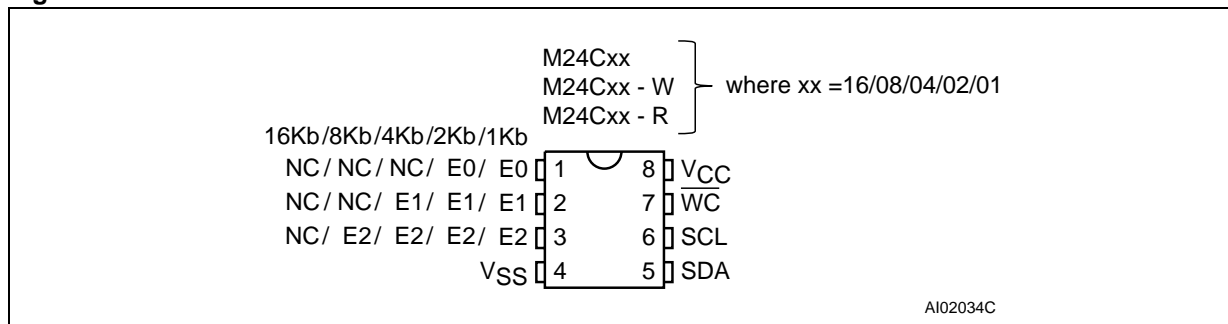 M24Cxx
M24Cxx - W
M24Cxx - R
where xx =16/08/04/02/01
16Kb/8Kb/4Kb/2Kb/1Kb
NC/ NC/ NC/ E0/ E0 1 8 VCC
NC/ NC/ E1/ E1/ E1 2 7 WC
NC/ E2/ E2/ E2/ E2 3 6 SCL
VSS 4 5 SDA
AI02034C